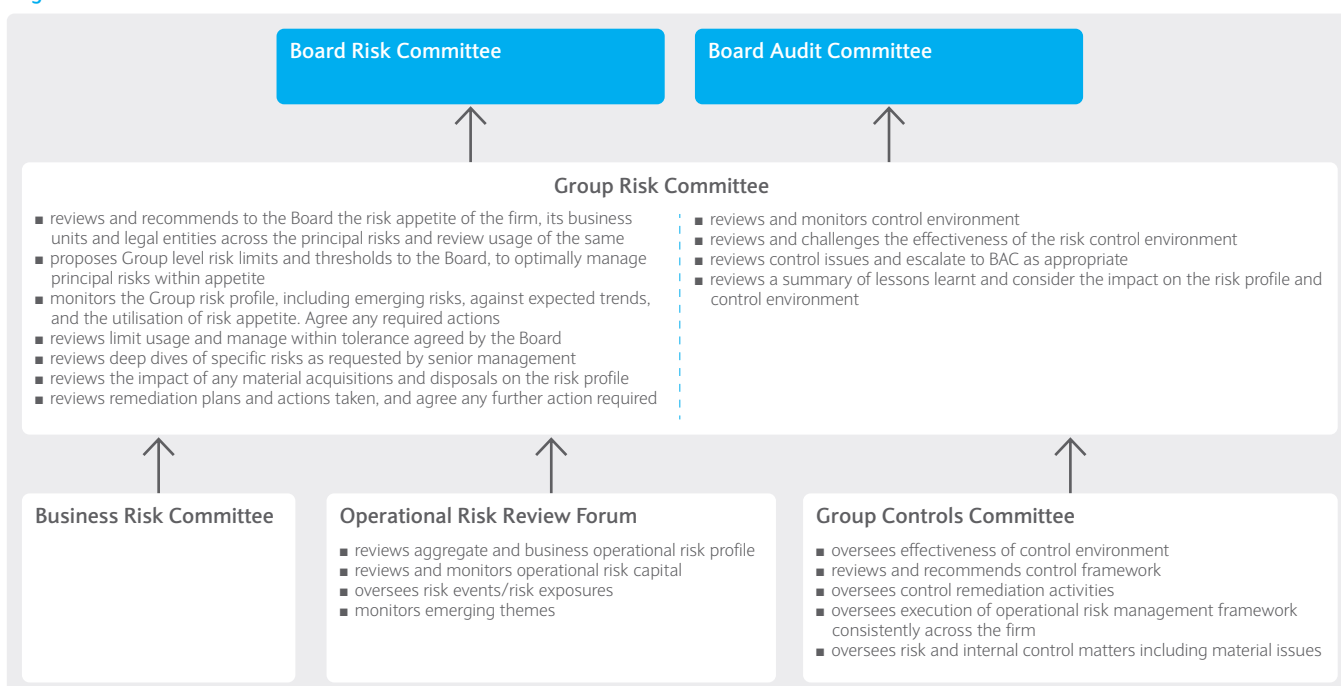 Board Risk Committee
Board Audit Committee
Group Risk Committee
■ reviews and recommends to the Board the risk appetite of the firm, its business
units and legal entities across the principal risks and review usage of the same
■ proposes Group level risk limits and thresholds to the Board, to optimally manage
principal risks within appetite
■ monitors the Group risk profile, including emerging risks, against expected trends,
and the utilisation of risk appetite. Agree any required actions
■ reviews limit usage and manage within tolerance agreed by the Board
■ reviews deep dives of specific risks as requested by senior management
■ reviews the impact of any material acquisitions and disposals on the risk profile
■ reviews remediation plans and actions taken, and agree any further action required
■ reviews and monitors control environment
■ reviews and challenges the effectiveness of the risk control environment
■ reviews control issues and escalate to BAC as appropriate
■ reviews a summary of lessons learnt and consider the impact on the risk profile and
control environment
Business Risk Committee
Operational Risk Review Forum
■ reviews aggregate and business operational risk profile
■ reviews and monitors operational risk capital
■ oversees risk events/risk exposures
■ monitors emerging themes
Group Controls Committee
■ oversees effectiveness of control environment
■ reviews and recommends control framework
■ oversees control remediation activities
■ oversees execution of operational risk management framework
consistently across the firm
■ oversees risk and internal control matters including material issues